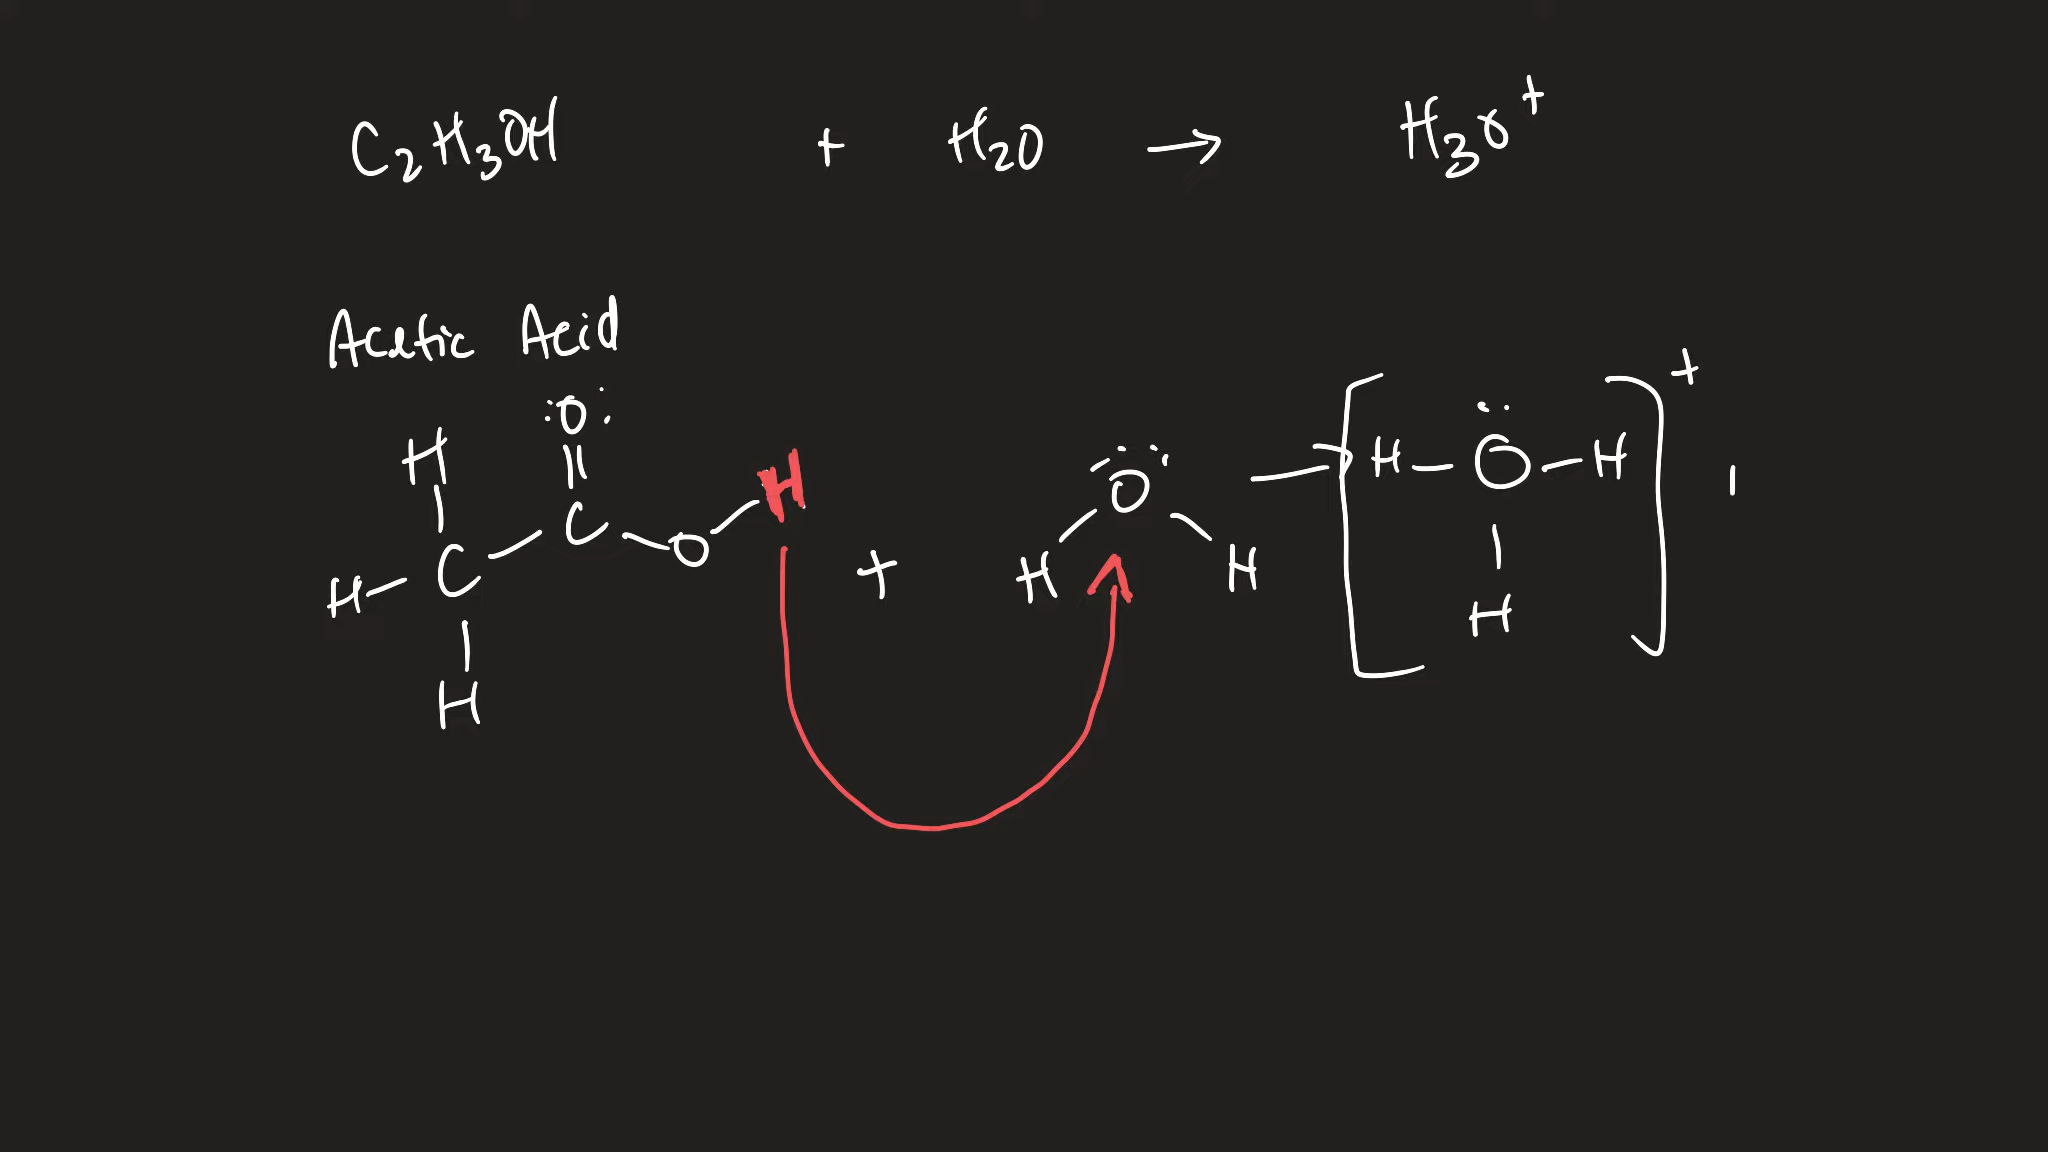 C₂H₃OH + H₂O → H₃O⁺
Acetic Acid
:O:
H
H
H C C O + H O H → [H—O—H]⁺
H
H